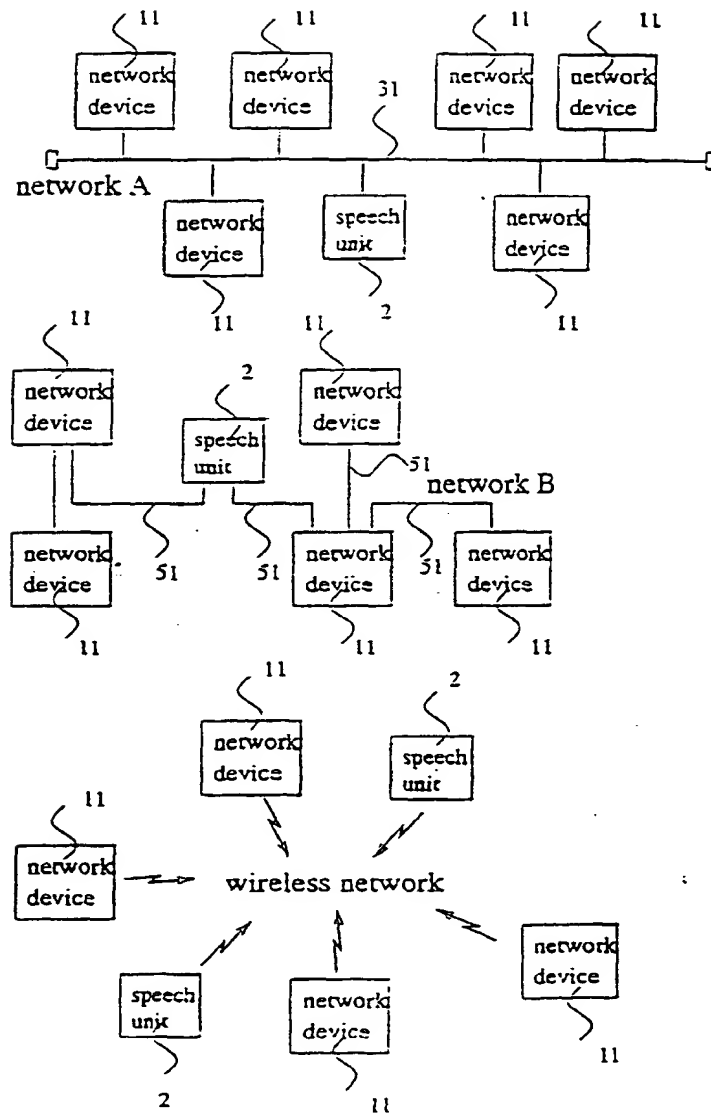 11 11 11 11
network device
network device
network device
network device
31
network A
network device
speech unit
network device
11 2 11
11 2 11
network device
speech unit
network device
51
network B
network device
51
51
network device
51
network device
11 11 11
11 2
network device
speech unit
11
network device
wireless network
speech unit
network device
network device
11
2 11